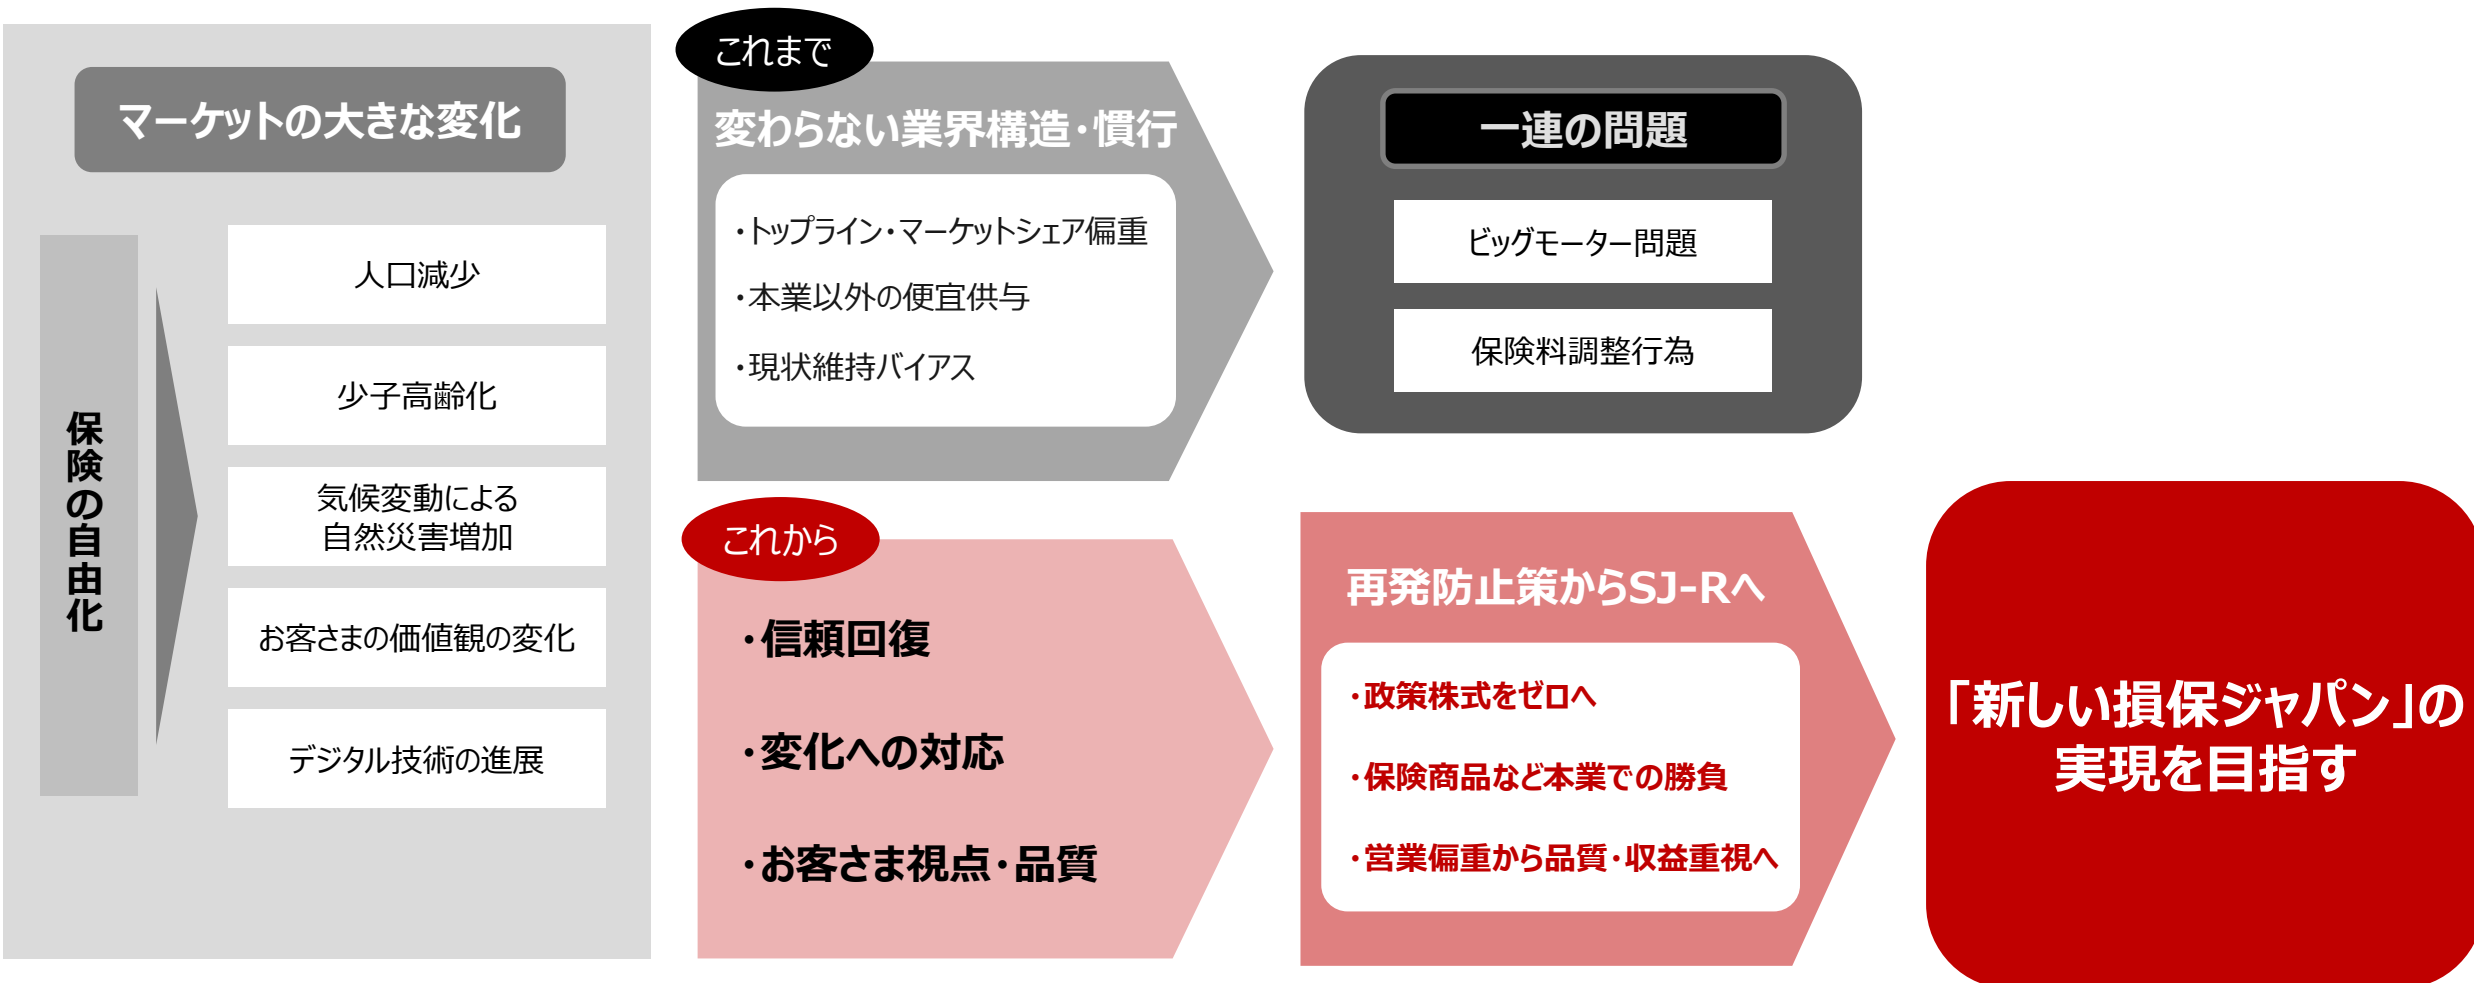 マーケットの大きな変化
保険の自由化
人口減少
少子高齢化
気候変動による
自然災害増加
お客さまの価値観の変化
デジタル技術の進展
これまで
変わらない業界構造・慣行
・トップライン・マーケットシェア偏重
・本業以外の便宜供与
・現状維持バイアス
一連の問題
ビッグモーター問題
保険料調整行為
これから
・信頼回復
・変化への対応
・お客さま視点・品質
再発防止策からSJ-Rへ
・政策株式をゼロへ
・保険商品など本業での勝負
・営業偏重から品質・収益重視へ
「新しい損保ジャパン」の
実現を目指す